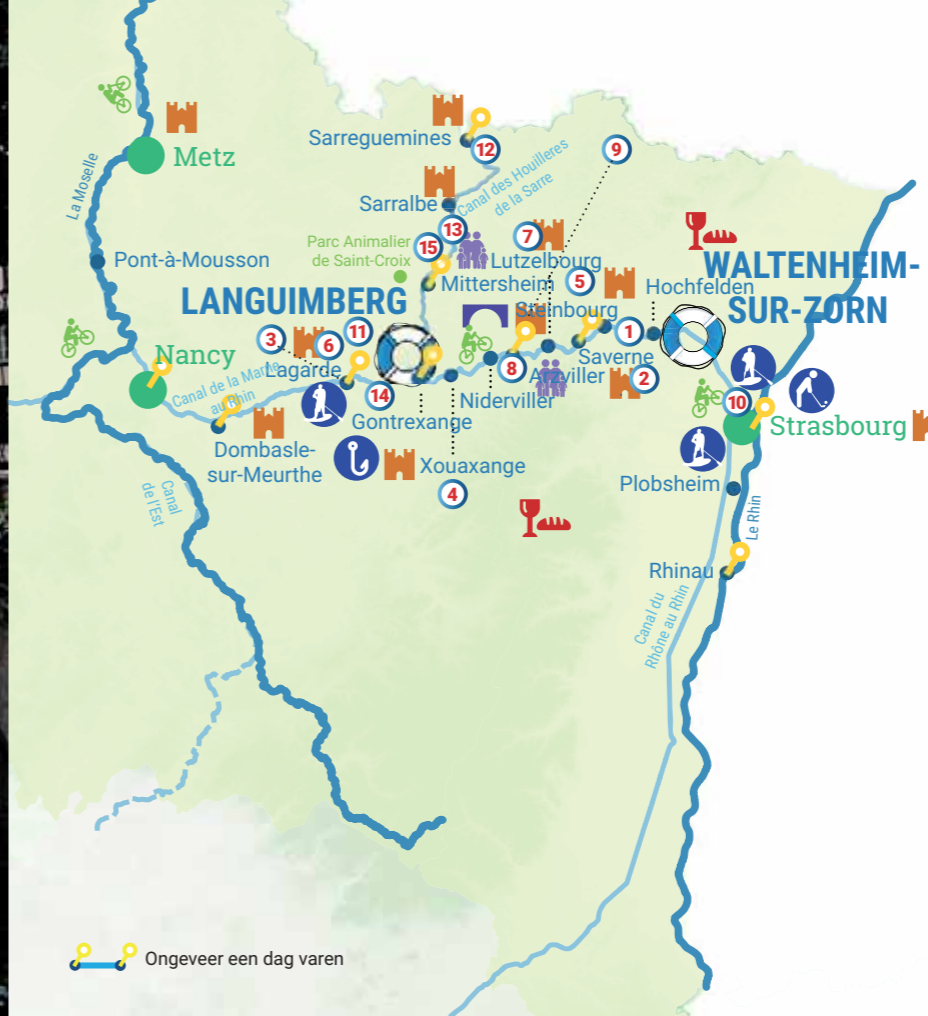 Metz
La Moselle
Pont-à-Mousson
Sarreguemines
12
9
Canal des Houilleres
de la Sarre
Sarralbe
13
15
7
Parc Animalier
de Saint-Croix
Lutzelbourg
Mittersheim
5
Hochfelden
WALTENHEIM-
SUR-ZORN
LANGUIMBERG
Steinbourg
1
3
6
11
Saverne
Nancy
Lagarde
8
Arzviller
2
Canal de la Marne
au Rhin
14
Niderviller
10
Gontrexange
Strasbourg
Dombasle-
sur-Meurthe
Xouaxange
4
Plobsheim
Canal
de l'Est
Le Rhin
Rhinau
Canal du
Rhône au Rhin
Ongeveer een dag varen